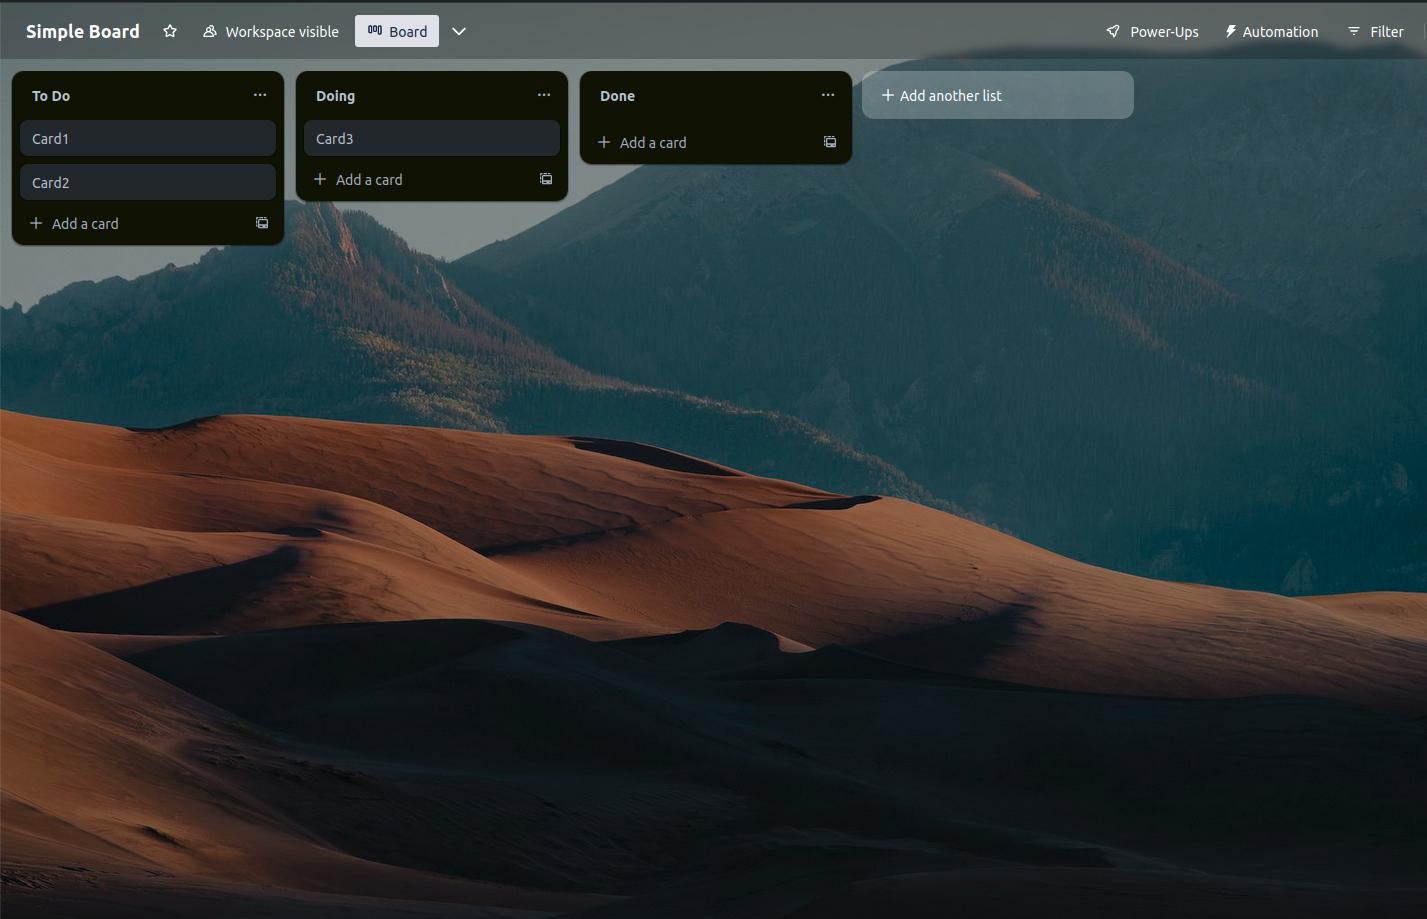 Simple Board
Workspace visible
Board
Power-Ups
Automation
Filter
To Do
Card1
Card2
Add a card
Doing
Card3
Add a card
Done
Add a card
Add another list